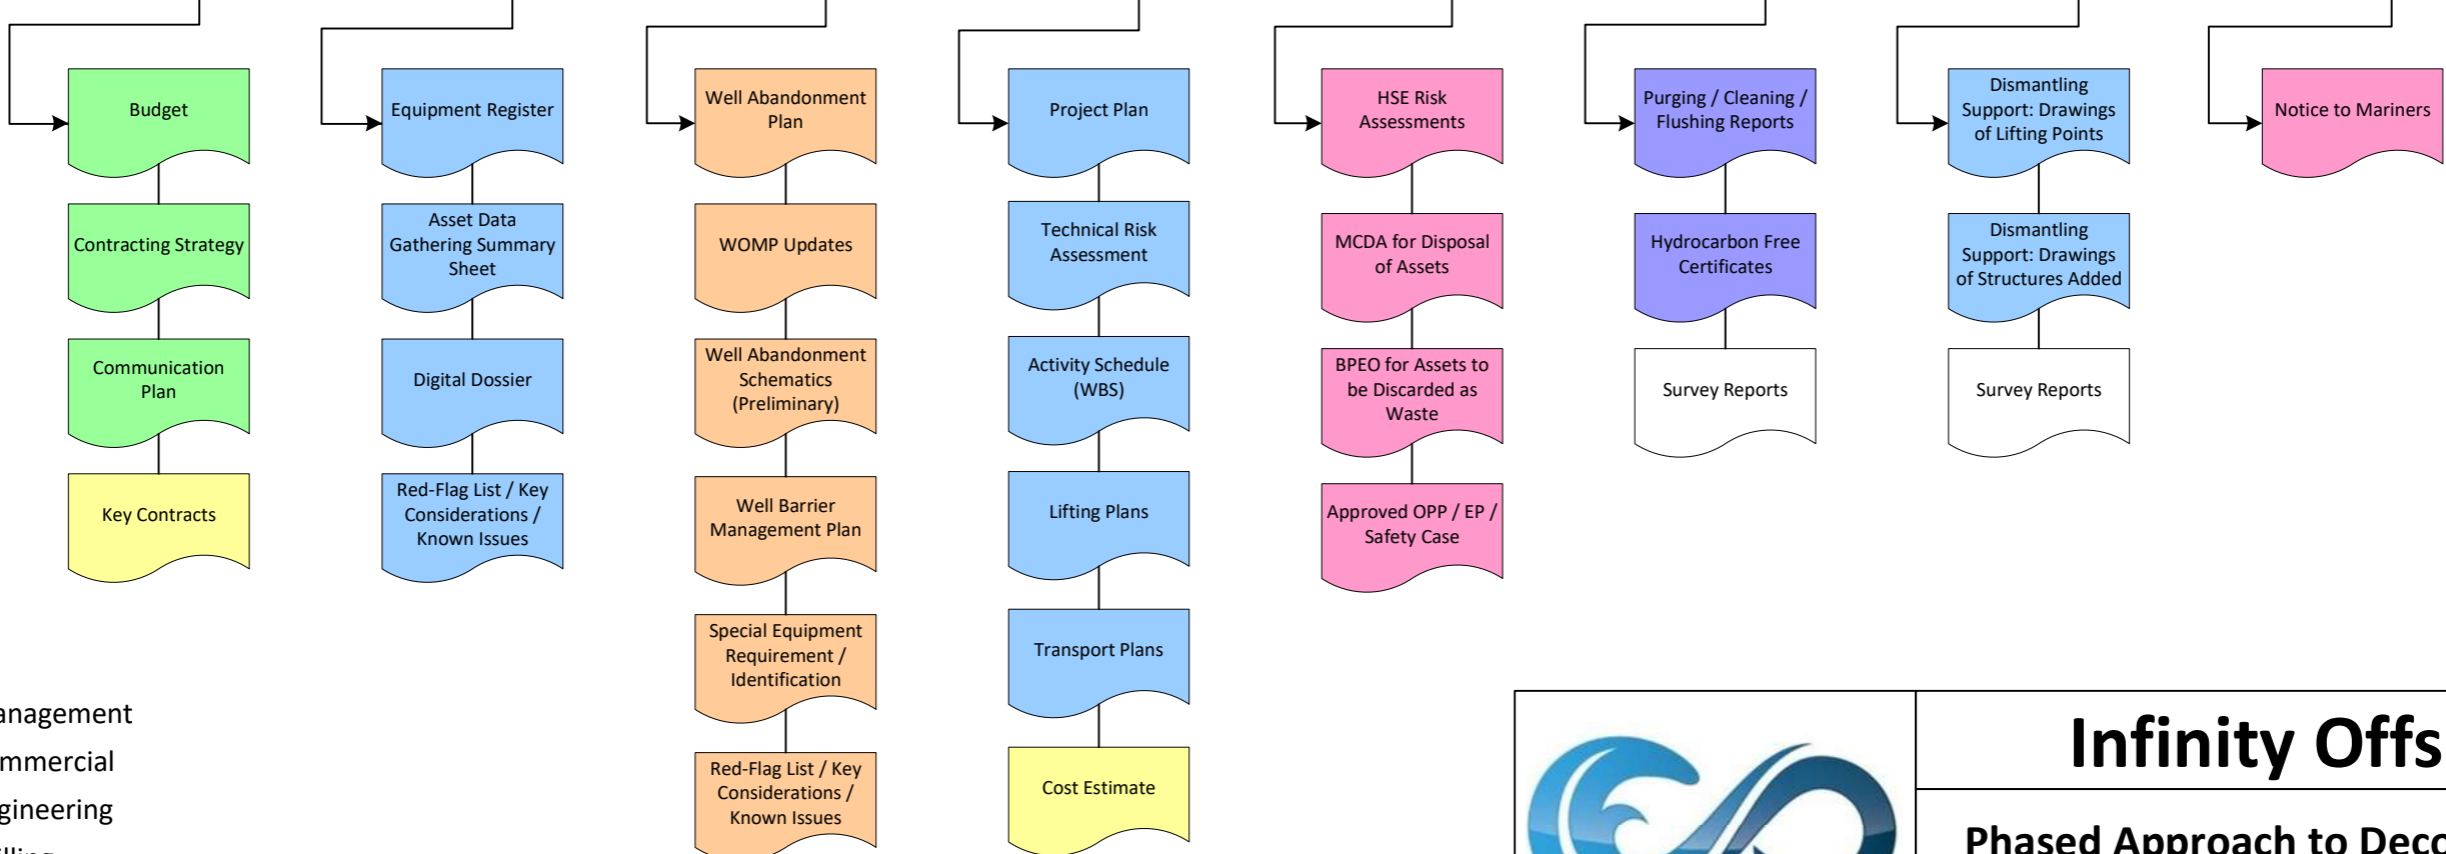 Budget
Contracting Strategy
Communication
Plan
Key Contracts
Equipment Register
Asset Data
Gathering Summary
Sheet
Digital Dossier
Red-Flag List / Key
Considerations /
Known Issues
Well Abandonment
Plan
WOMP Updates
Well Abandonment
Schematics
(Preliminary)
Well Barrier
Management Plan
Special Equipment
Requirement /
Identification
Red-Flag List / Key
Considerations /
Known Issues
Project Plan
Technical Risk
Assessment
Activity Schedule
(WBS)
Lifting Plans
Transport Plans
Cost Estimate
HSE Risk
Assessments
MCDA for Disposal
of Assets
BPEO for Assets to
be Discarded as
Waste
Approved OPP / EP /
Safety Case
Purging / Cleaning /
Flushing Reports
Hydrocarbon Free
Certificates
Survey Reports
Dismantling
Support: Drawings
of Lifting Points
Dismantling
Support: Drawings
of Structures Added
Survey Reports
Notice to Mariners
anagement
mmercial
gineering
Infinity Offs
Phased Approach to Deco